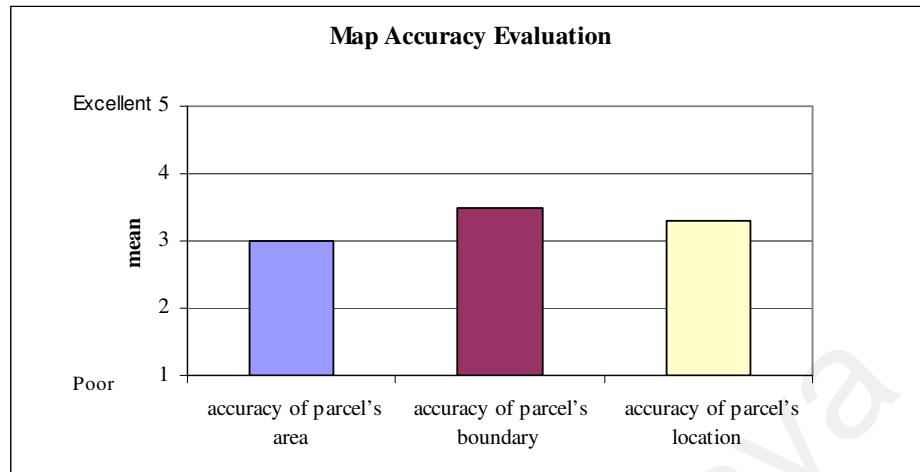 Map Accuracy Evaluation
Excellent 5
4
3
2
Poor 1
mean
accuracy of parcel's area
accuracy of parcel's boundary
accuracy of parcel's location